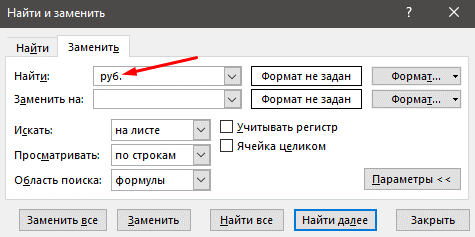 Найти и заменить
Найти Заменить
Найти: руб. Формат не задан Формат...
Заменить на: Формат не задан Формат...
Искать: на листе Учитывать регистр
Просматривать: по строкам Ячейка целиком
Область поиска: формулы Параметры <<
Заменить все Заменить Найти все Найти далее Закрыть